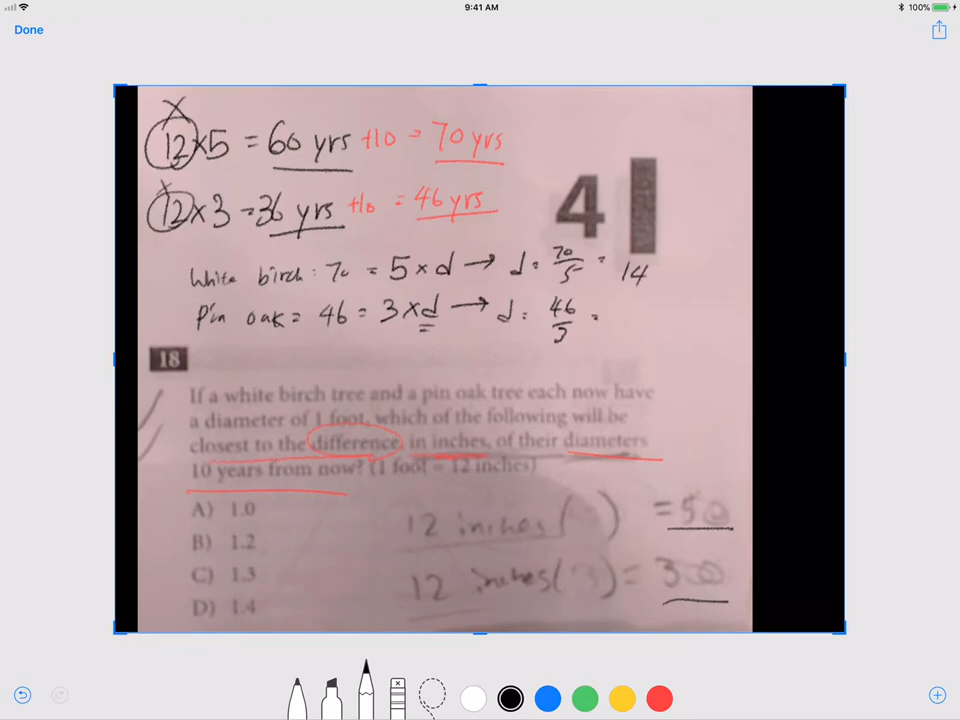 9:41 AM
100%
Done
12×5 = 60 yrs +10 = 70 yrs
12×3 = 36 yrs +10 = 46 yrs
4
White birch: 70 = 5 × d → d = 70/5 = 14
Pin oak = 46 = 3 × d → d = 46/3 =
18
If a white birch tree and a pin oak tree each now have
a diameter of 1 foot, which of the following will be
closest to the difference, in inches, of their diameters
10 years from now? (1 foot = 12 inches)
A) 1.0
12 inches( ) = 50
B) 1.2
C) 1.3
12 inches( ) = 300
D) 1.4